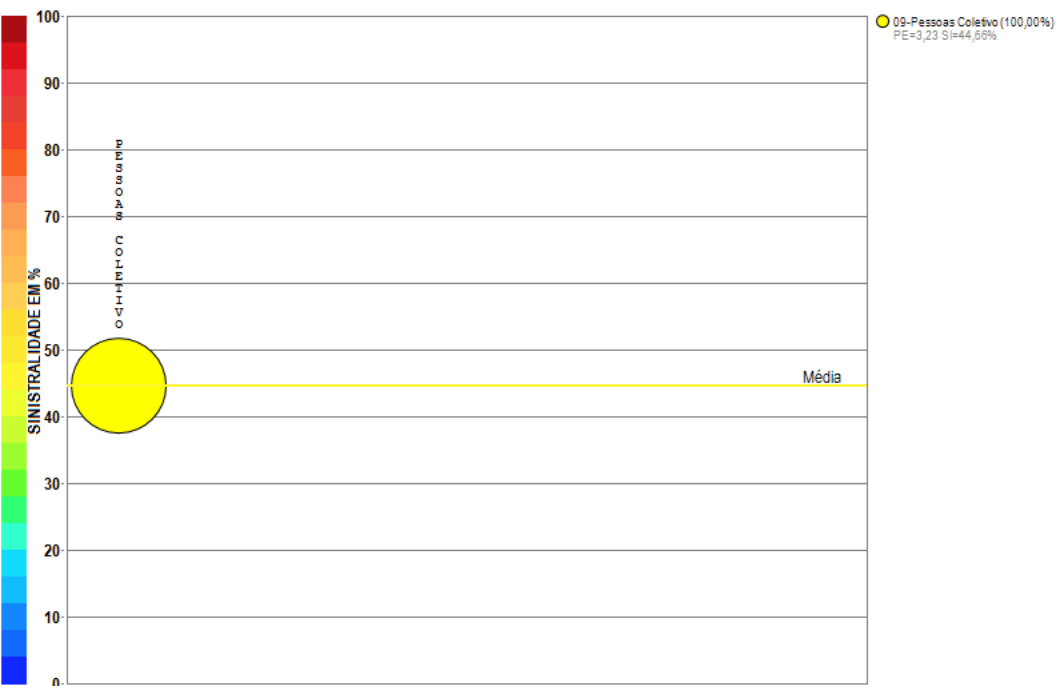 100
90
80
70
60
50
40
30
20
10
0
SINISTRALIDADE EM %
PESSOAS COLETIVO
Média
09-Pessoas Coletivo (100,00%)
PE=3,23 SI=44,66%